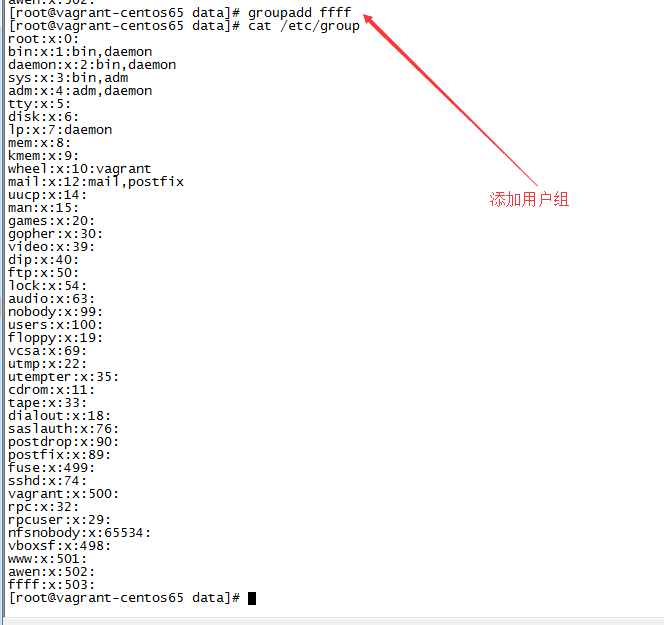 awen:x:502:
[root@vagrant-centos65 data]# groupadd ffff
[root@vagrant-centos65 data]# cat /etc/group
root:x:0:
bin:x:1:bin,daemon
daemon:x:2:bin,daemon
sys:x:3:bin,adm
adm:x:4:adm,daemon
tty:x:5:
disk:x:6:
lp:x:7:daemon
mem:x:8:
kmem:x:9:
wheel:x:10:vagrant
mail:x:12:mail,postfix
uucp:x:14:
man:x:15:
games:x:20:
gopher:x:30:
video:x:39:
dip:x:40:
ftp:x:50:
lock:x:54:
audio:x:63:
nobody:x:99:
users:x:100:
floppy:x:19:
vcsa:x:69:
utmp:x:22:
utempter:x:35:
cdrom:x:11:
tape:x:33:
dialout:x:18:
saslauth:x:76:
postdrop:x:90:
postfix:x:89:
fuse:x:499:
sshd:x:74:
vagrant:x:500:
rpc:x:32:
rpcuser:x:29:
nfsnobody:x:65534:
vboxsf:x:498:
www:x:501:
awen:x:502:
ffff:x:503:
[root@vagrant-centos65 data]#
添加用户组